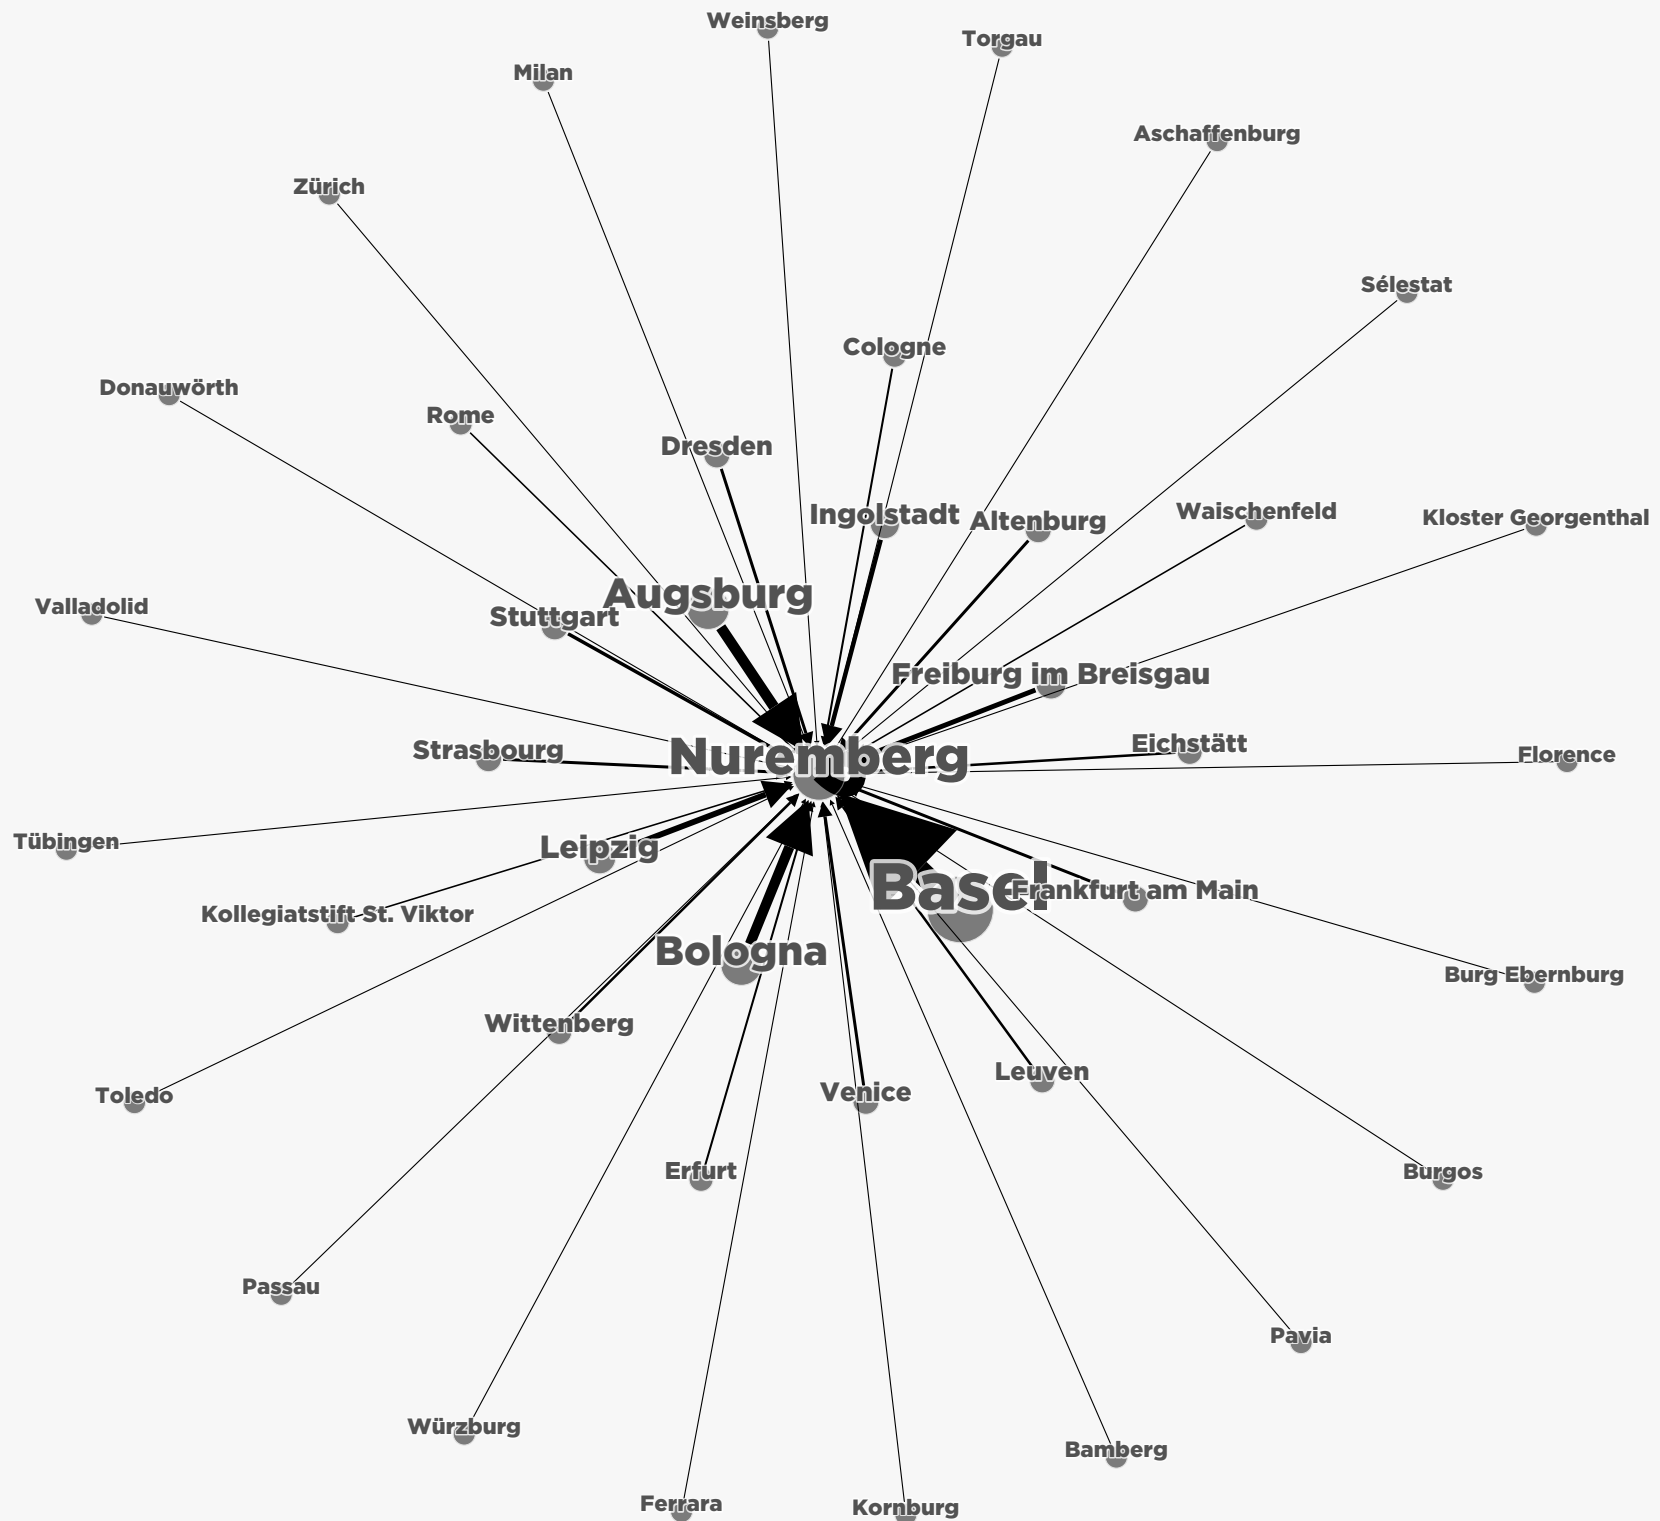 Weinsberg
Torgau
Milan
Aschaffenburg
Zürich
Sélestat
Cologne
Donauwörth
Rome
Dresden
Ingolstadt
Altenburg
Waischenfeld
Kloster Georgenthal
Augsburg
Valladolid
Stuttgart
Freiburg im Breisgau
Strasbourg
Nuremberg
Eichstätt
Florence
Tübingen
Leipzig
Basel
Frankfurt am Main
Kollegiatstift St. Viktor
Bologna
Burg Ebernburg
Wittenberg
Leuven
Toledo
Venice
Erfurt
Burgos
Passau
Pavia
Würzburg
Bamberg
Ferrara
Kornburg